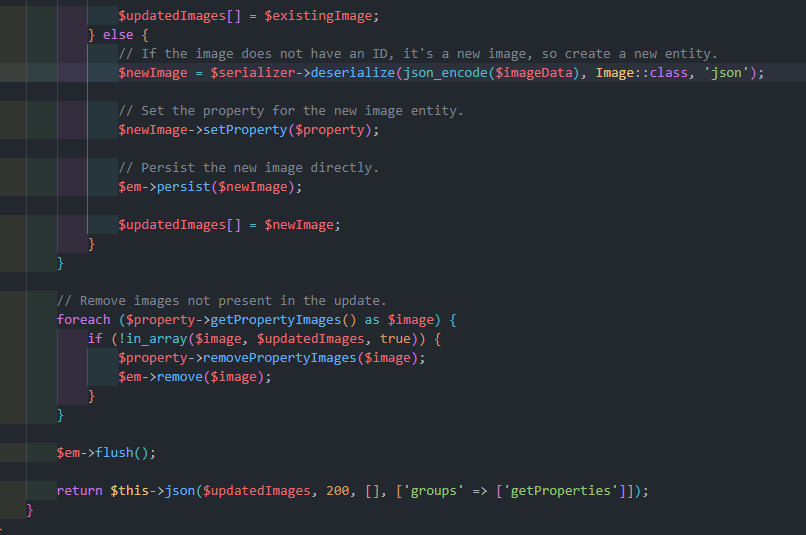 $updatedImages[] = $existingImage;
} else {
// If the image does not have an ID, it's a new image, so create a new entity.
$newImage = $serializer->deserialize(json_encode($imageData), Image::class, 'json');
// Set the property for the new image entity.
$newImage->setProperty($property);
// Persist the new image directly.
$em->persist($newImage);
$updatedImages[] = $newImage;
}
}
// Remove images not present in the update.
foreach ($property->getPropertyImages() as $image) {
if (!in_array($image, $updatedImages, true)) {
$property->removePropertyImages($image);
$em->remove($image);
}
}
$em->flush();
return $this->json($updatedImages, 200, [], ['groups' => ['getProperties']]);
}